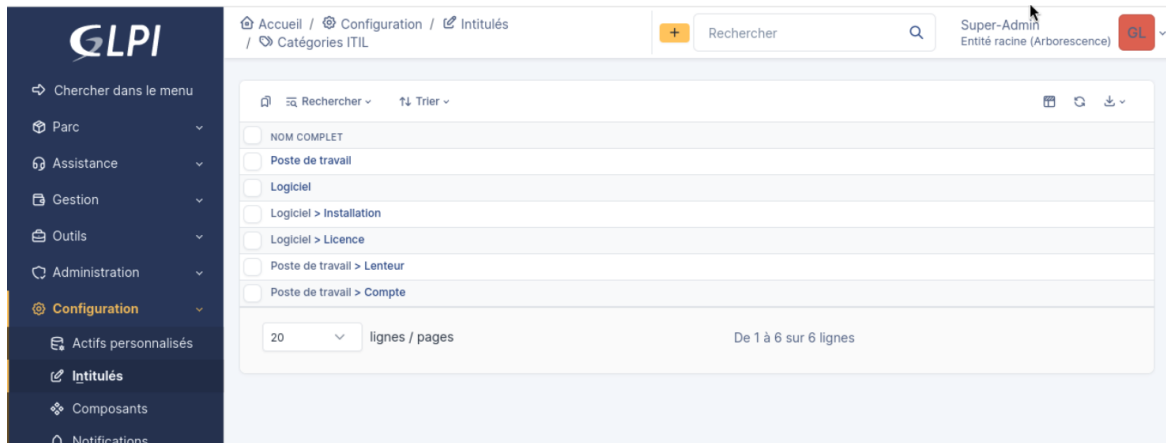 GLPI
Chercher dans le menu
Parc
Assistance
Gestion
Outils
Administration
Configuration
Actifs personnalisés
Intitulés
Composants
Notifications
Accueil / Configuration / Intitulés
/ Catégories ITIL
+ Rechercher
Super-Admin
Entité racine (Arborescence)
GL
Rechercher Trier
NOM COMPLET
Poste de travail
Logiciel
Logiciel > Installation
Logiciel > Licence
Poste de travail > Lenteur
Poste de travail > Compte
20 lignes / pages De 1 à 6 sur 6 lignes